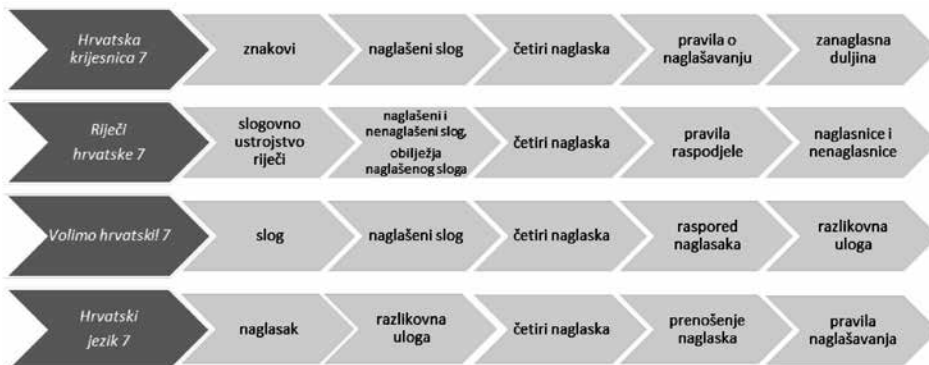 Hrvatska
krijesnica 7
znakovi
naglašeni slog
četiri naglaska
pravila o
naglašavanju
zanaglasna
duljina
Riječi
hrvatske 7
slogovno
ustrojstvo
riječi
naglašeni i
nenaglašeni slog,
obilježja
naglašenog sloga
četiri naglaska
pravila
raspodjele
naglasnice i
nenaglasnice
Volimo hrvatski! 7
slog
naglašeni slog
četiri naglaska
raspored
naglasaka
razlikovna
uloga
Hrvatski
jezik 7
naglasak
razlikovna
uloga
četiri naglaska
prenošenje
naglaska
pravila
naglašavanja